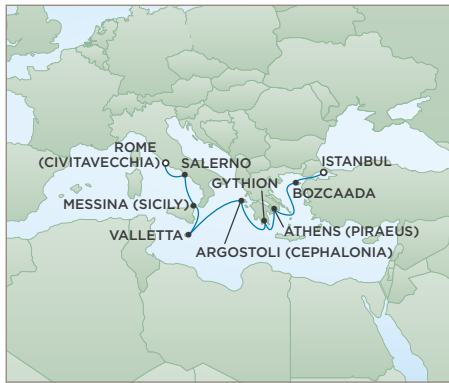 ROME
(CIVITAVECCHIA)
SALERNO
ISTANBUL
GYTHION
BOZCAADA
MESSINA (SICILY)
VALLETTA
ATHENS (PIRAEUS)
ARGOSTOLI (CEPHALONIA)